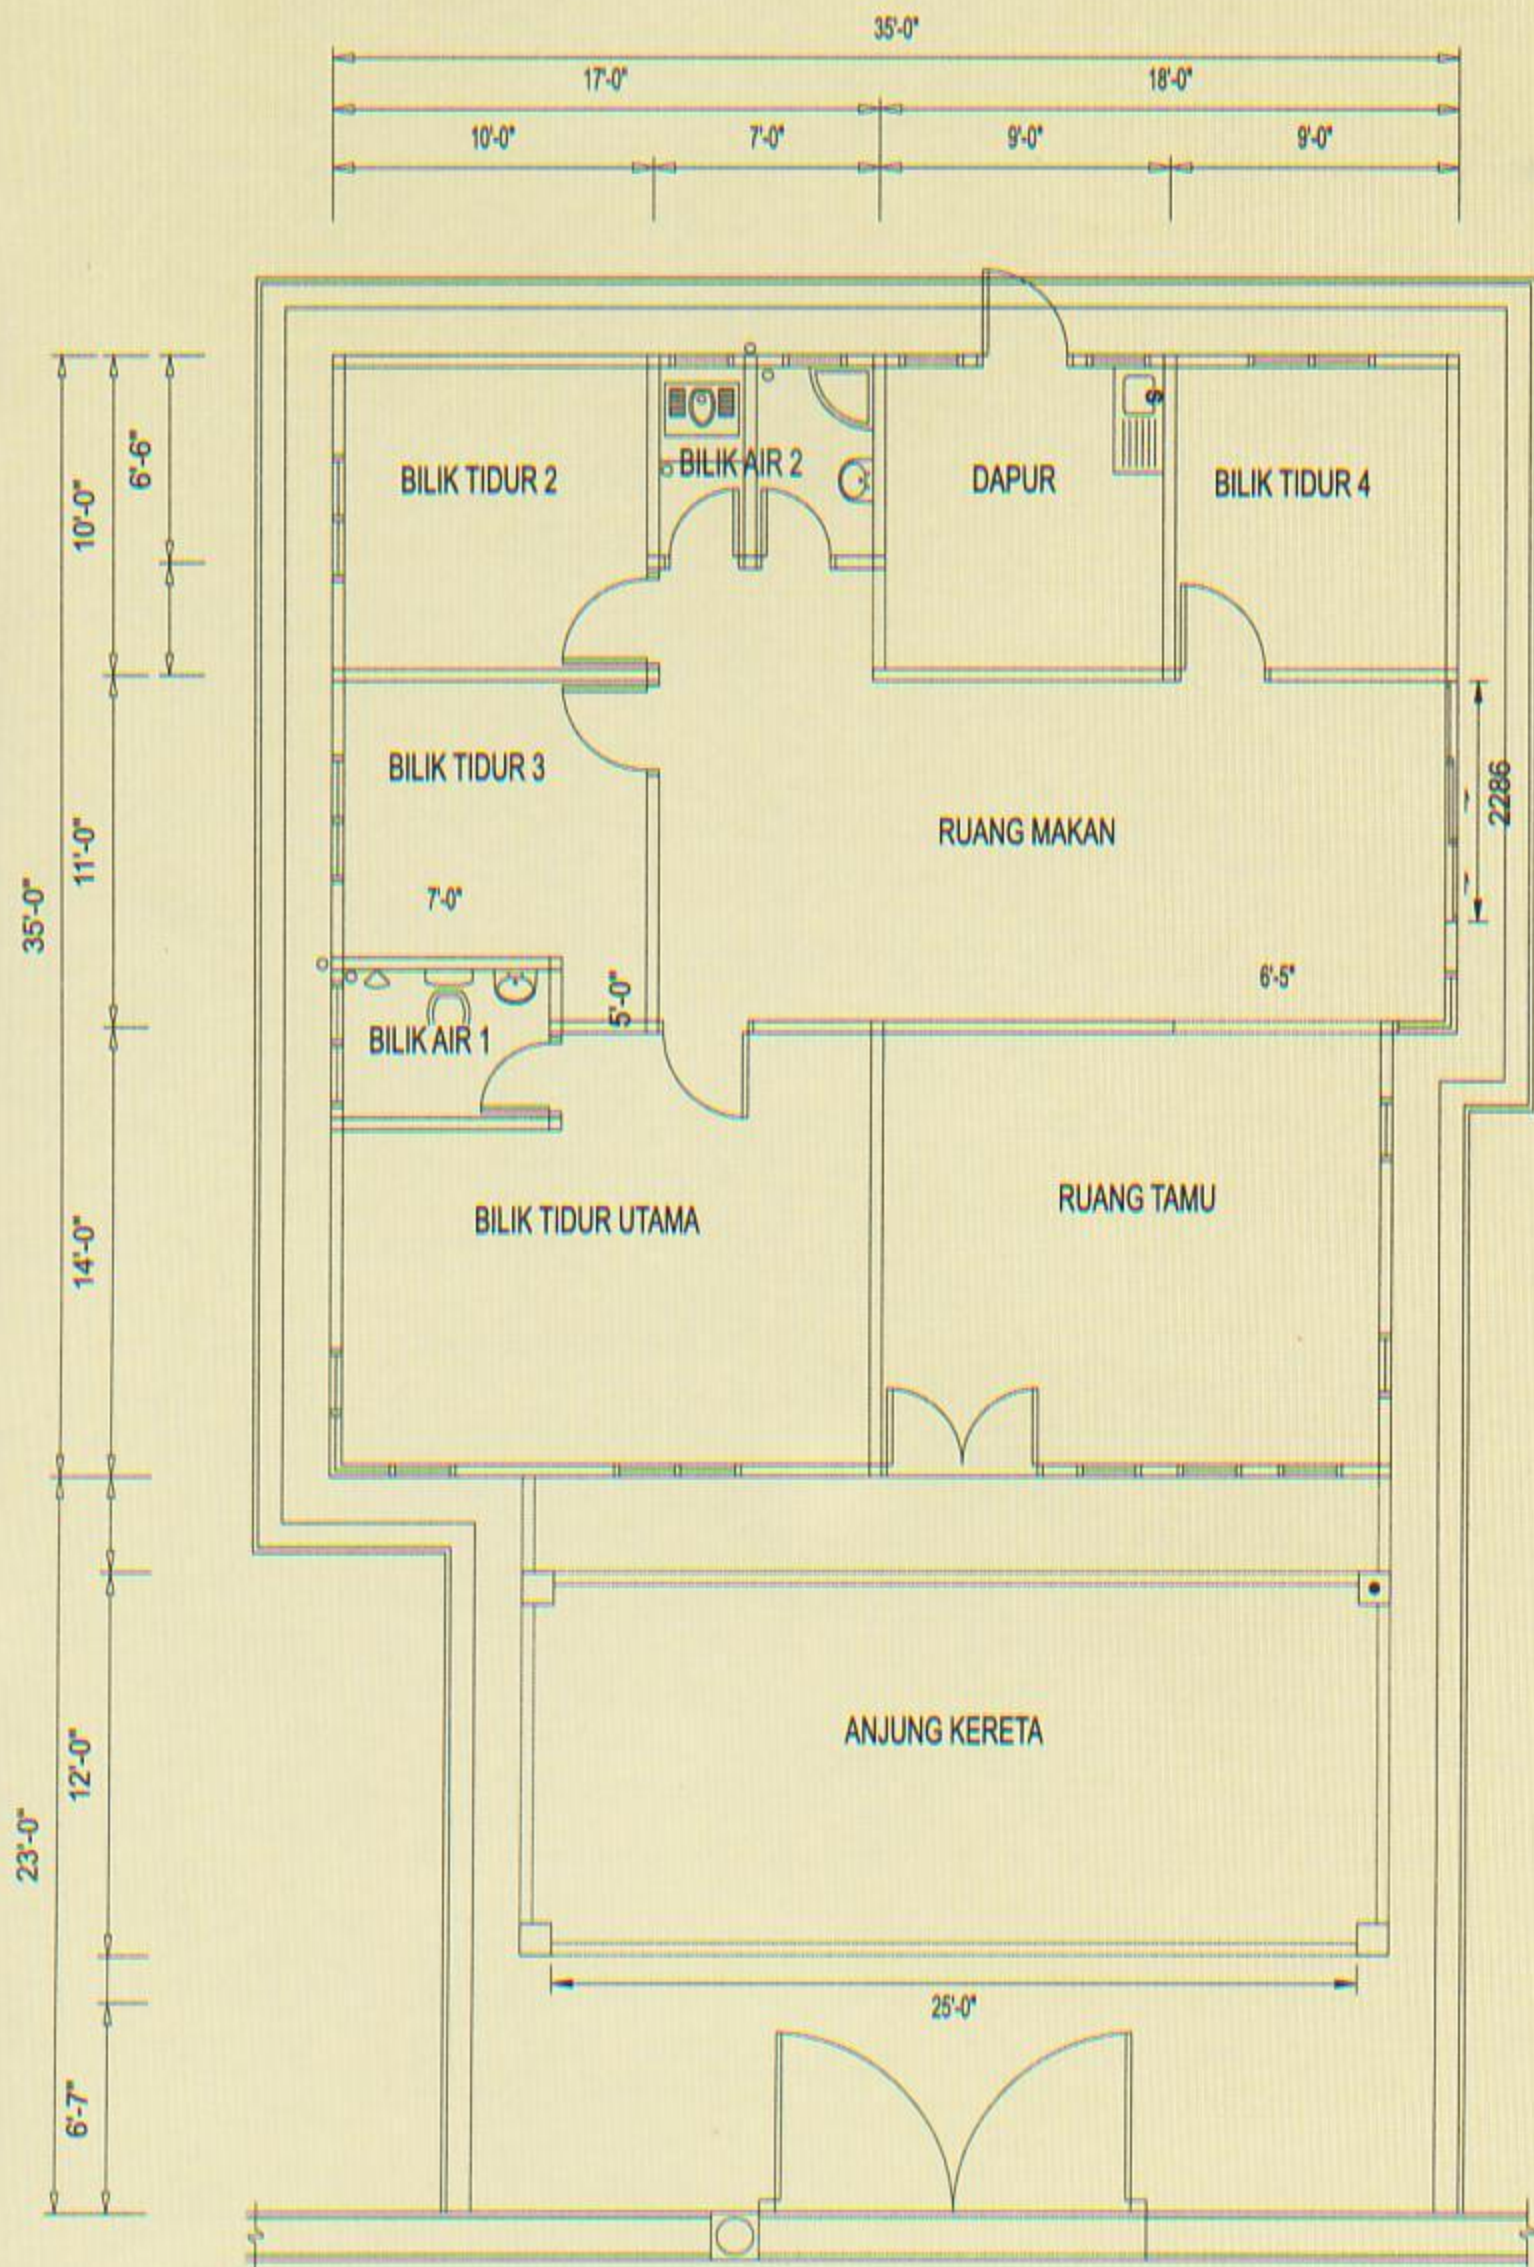 35'-0"
17'-0"
18'-0"
10'-0"
7'-0"
9'-0"
9'-0"
6'-6"
10'-0"
11'-0"
35'-0"
14'-0"
BILIK TIDUR 2
BILIK AIR 2
DAPUR
S
BILIK TIDUR 4
BILIK TIDUR 3
7'-0"
RUANG MAKAN
2286
6'-5"
5'-0"
BILIK AIR 1
BILIK TIDUR UTAMA
RUANG TAMU
ANJUNG KERETA
12'-0"
23'-0"
25'-0"
6'-7"